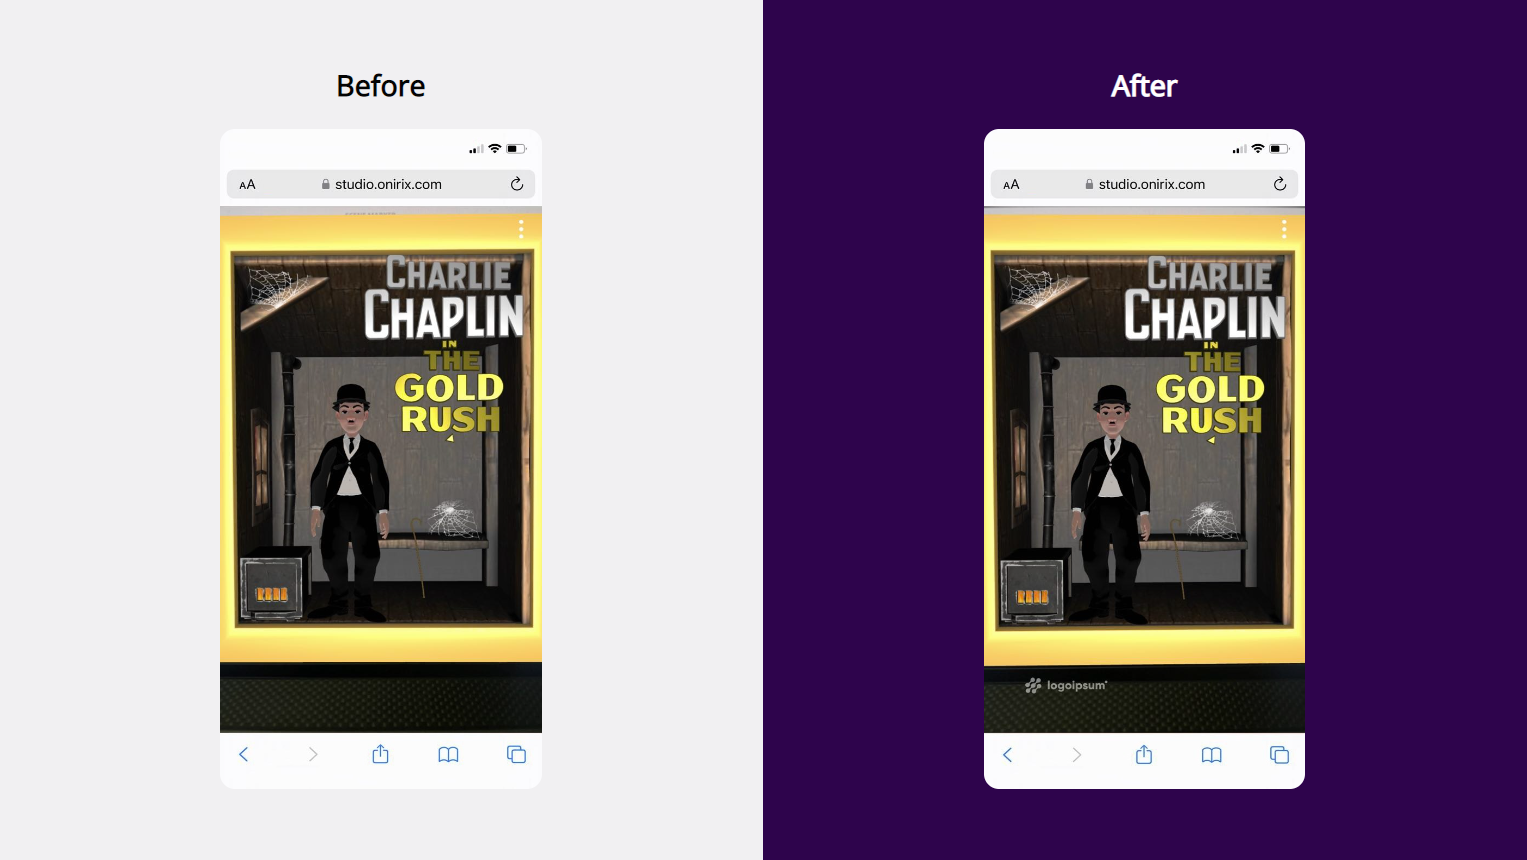 Before
AA
studio.onirix.com
CHARLIE
CHAPLIN
IN
THE
GOLD
RUSH
After
AA
studio.onirix.com
CHARLIE
CHAPLIN
IN
THE
GOLD
RUSH
logoipsum